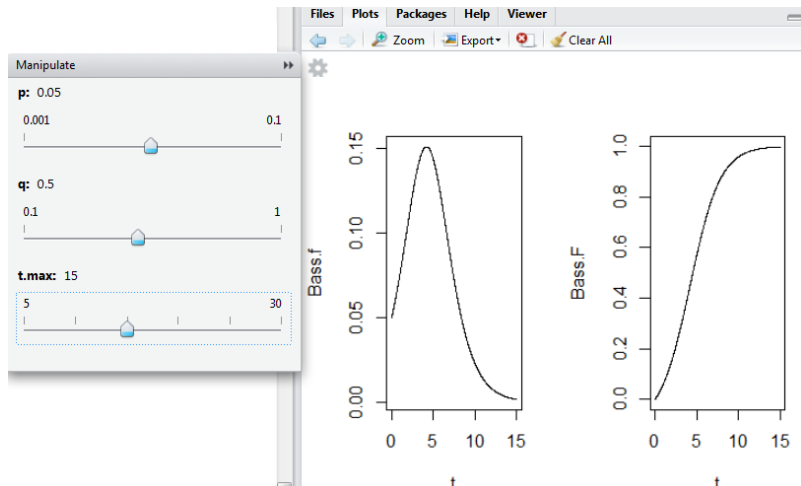 Files Plots Packages Help Viewer
Zoom Export Clear All
Manipulate
p: 0.05
0.001 0.1
q: 0.5
0.1 1
t.max: 15
5 30
Bass.f
0.00 0.05 0.10 0.15
0 5 10 15
t
Bass.F
0.0 0.2 0.4 0.6 0.8 1.0
0 5 10 15
t